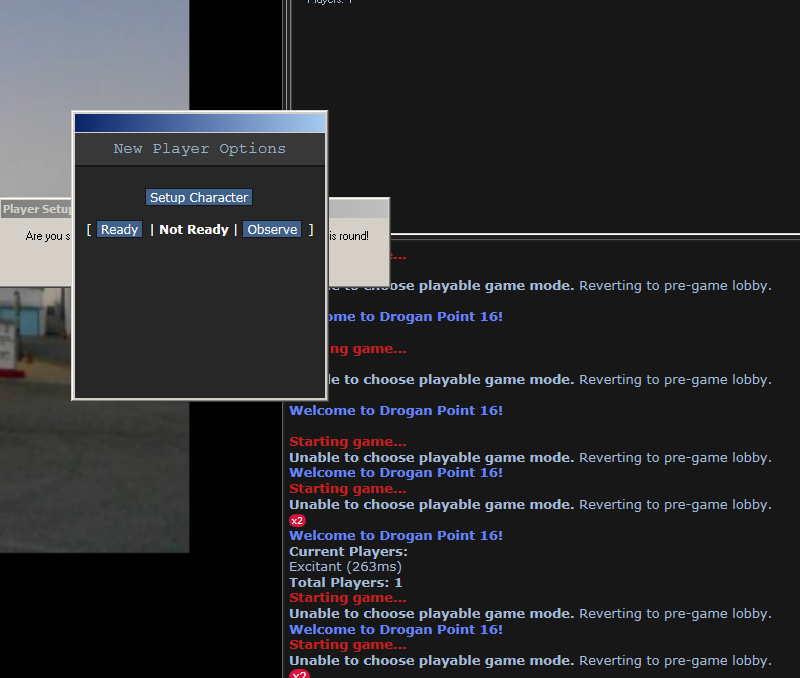 Players: 1
New Player Options
Setup Character
[ Ready | Not Ready | Observe ]
Player Setup
Are you s
is round!
e...
e to choose playable game mode. Reverting to pre-game lobby.
ome to Drogan Point 16!
ng game...
le to choose playable game mode. Reverting to pre-game lobby.
Welcome to Drogan Point 16!
Starting game...
Unable to choose playable game mode. Reverting to pre-game lobby.
Welcome to Drogan Point 16!
Starting game...
Unable to choose playable game mode. Reverting to pre-game lobby.
x2
Welcome to Drogan Point 16!
Current Players:
Excitant (263ms)
Total Players: 1
Starting game...
Unable to choose playable game mode. Reverting to pre-game lobby.
Welcome to Drogan Point 16!
Starting game...
Unable to choose playable game mode. Reverting to pre-game lobby.
x2